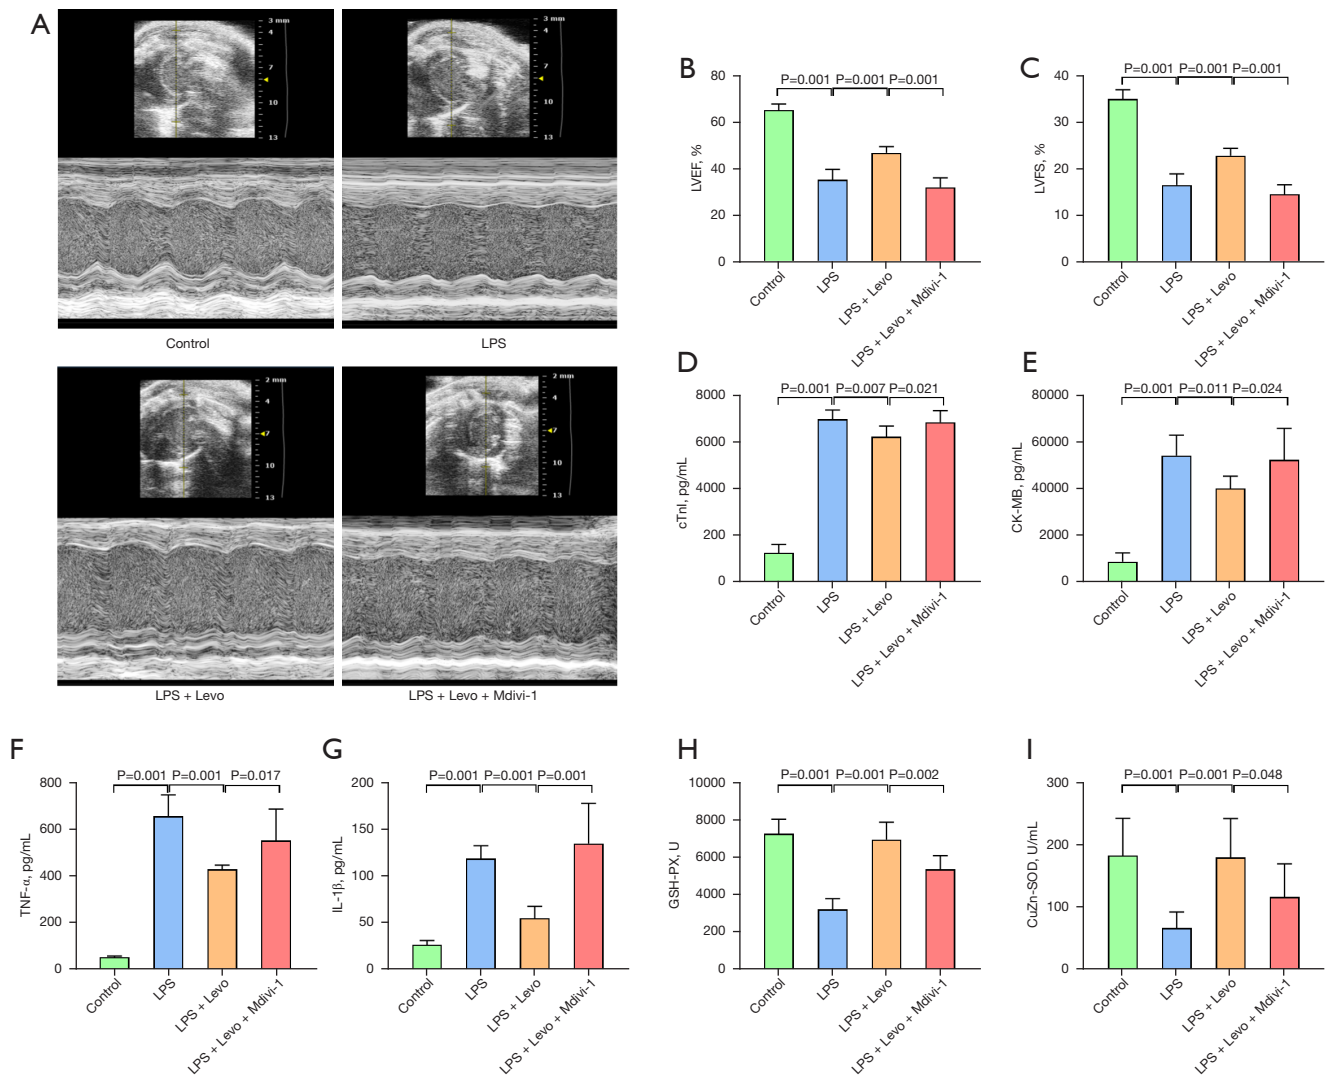 A
3 mm
4
7
10
13
3 mm
4
7
10
13
Control
LPS
2 mm
4
7
10
13
2 mm
4
7
10
13
LPS + Levo
LPS + Levo + Mdivi-1
B
P=0.001 P=0.001 P=0.001
LVEF, %
80
60
40
20
0
Control
LPS
LPS + Levo
LPS + Levo + Mdivi-1
C
P=0.001 P=0.001 P=0.001
LVFS, %
40
30
20
10
0
Control
LPS
LPS + Levo
LPS + Levo + Mdivi-1
D
P=0.001 P=0.007 P=0.021
cTnI, pg/mL
8000
6000
4000
200
0
Control
LPS
LPS + Levo
LPS + Levo + Mdivi-1
E
P=0.001 P=0.011 P=0.024
CK-MB, pg/mL
80000
60000
40000
2000
0
Control
LPS
LPS + Levo
LPS + Levo + Mdivi-1
F
P=0.001 P=0.001 P=0.017
TNF-α, pg/mL
800
600
400
200
0
Control
LPS
LPS + Levo
LPS + Levo + Mdivi-1
G
P=0.001 P=0.001 P=0.001
IL-1β, pg/mL
200
150
100
50
0
Control
LPS
LPS + Levo
LPS + Levo + Mdivi-1
H
P=0.001 P=0.001 P=0.002
GSH-PX, U
10000
8000
6000
4000
200
0
Control
LPS
LPS + Levo
LPS + Levo + Mdivi-1
I
P=0.001 P=0.001 P=0.048
CuZn-SOD, U/mL
300
200
100
0
Control
LPS
LPS + Levo
LPS + Levo + Mdivi-1